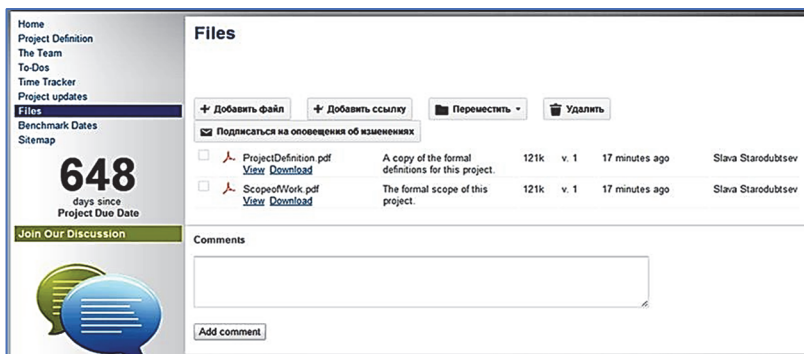 Home
Project Definition
The Team
To-Dos
Time Tracker
Project updates
Files
Benchmark Dates
Sitemap
648
days since
Project Due Date
Join Our Discussion
Files
+ Добавить файл + Добавить ссылку Переместить Удалить
Подписаться на оповещения об изменениях
ProjectDefinition.pdf A copy of the formal 121k v. 1 17 minutes ago Slava Starodubtsev
View Download definitions for this project.
ScopeofWork.pdf The formal scope of this 121k v. 1 17 minutes ago Slava Starodubtsev
View Download project.
Comments
Add comment